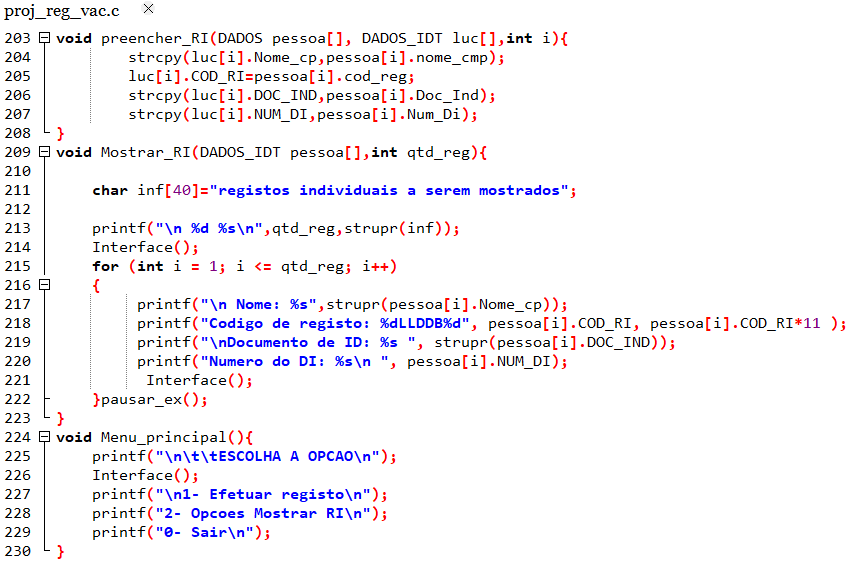 proj_reg_vac.c ×
203 void preencher_RI(DADOS pessoa[], DADOS_IDT luc[],int i){
204 strcpy(luc[i].Nome_cp,pessoa[i].nome_cmp);
205 luc[i].COD_RI=pessoa[i].cod_reg;
206 strcpy(luc[i].DOC_IND,pessoa[i].Doc_Ind);
207 strcpy(luc[i].NUM_DI,pessoa[i].Num_Di);
208 }
209 void Mostrar_RI(DADOS_IDT pessoa[],int qtd_reg){
210
211 char inf[40]="registos individuais a serem mostrados";
212
213 printf("\n %d %s\n",qtd_reg,strupr(inf));
214 Interface();
215 for (int i = 1; i <= qtd_reg; i++)
216 {
217 printf("\n Nome: %s",strupr(pessoa[i].Nome_cp));
218 printf("Codigo de registo: %dLLDDB%d", pessoa[i].COD_RI, pessoa[i].COD_RI*11 );
219 printf("\nDocumento de ID: %s ", strupr(pessoa[i].DOC_IND));
220 printf("Numero do DI: %s\n ", pessoa[i].NUM_DI);
221 Interface();
222 }pausar_ex();
223 }
224 void Menu_principal(){
225 printf("\n\t\tESCOLHA A OPCAO\n");
226 Interface();
227 printf("\n1- Efetuar registo\n");
228 printf("2- Opcoes Mostrar RI\n");
229 printf("0- Sair\n");
230 }